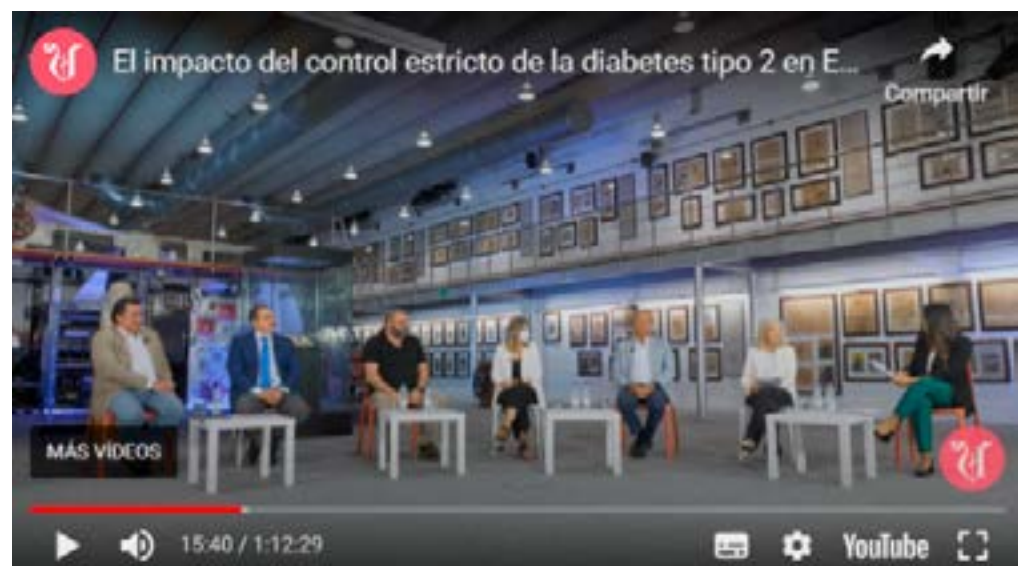 El impacto del control estricto de la diabetes tipo 2 en E...
Compartir
MÁS VÍDEOS
15:40 / 1:12:29
YouTube